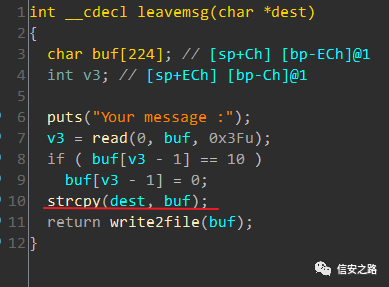 1 int __cdecl leavemsg(char *dest)
2 {
3 char buf[224]; // [sp+Ch] [bp-ECh]@1
4 int v3; // [sp+ECh] [bp-Ch]@1
5
6 puts("Your message :");
7 v3 = read(0, buf, 0x3Fu);
8 if ( buf[v3 - 1] == 10 )
9 buf[v3 - 1] = 0;
10 strcpy(dest, buf);
11 return write2file(buf);
12 }
信安之路